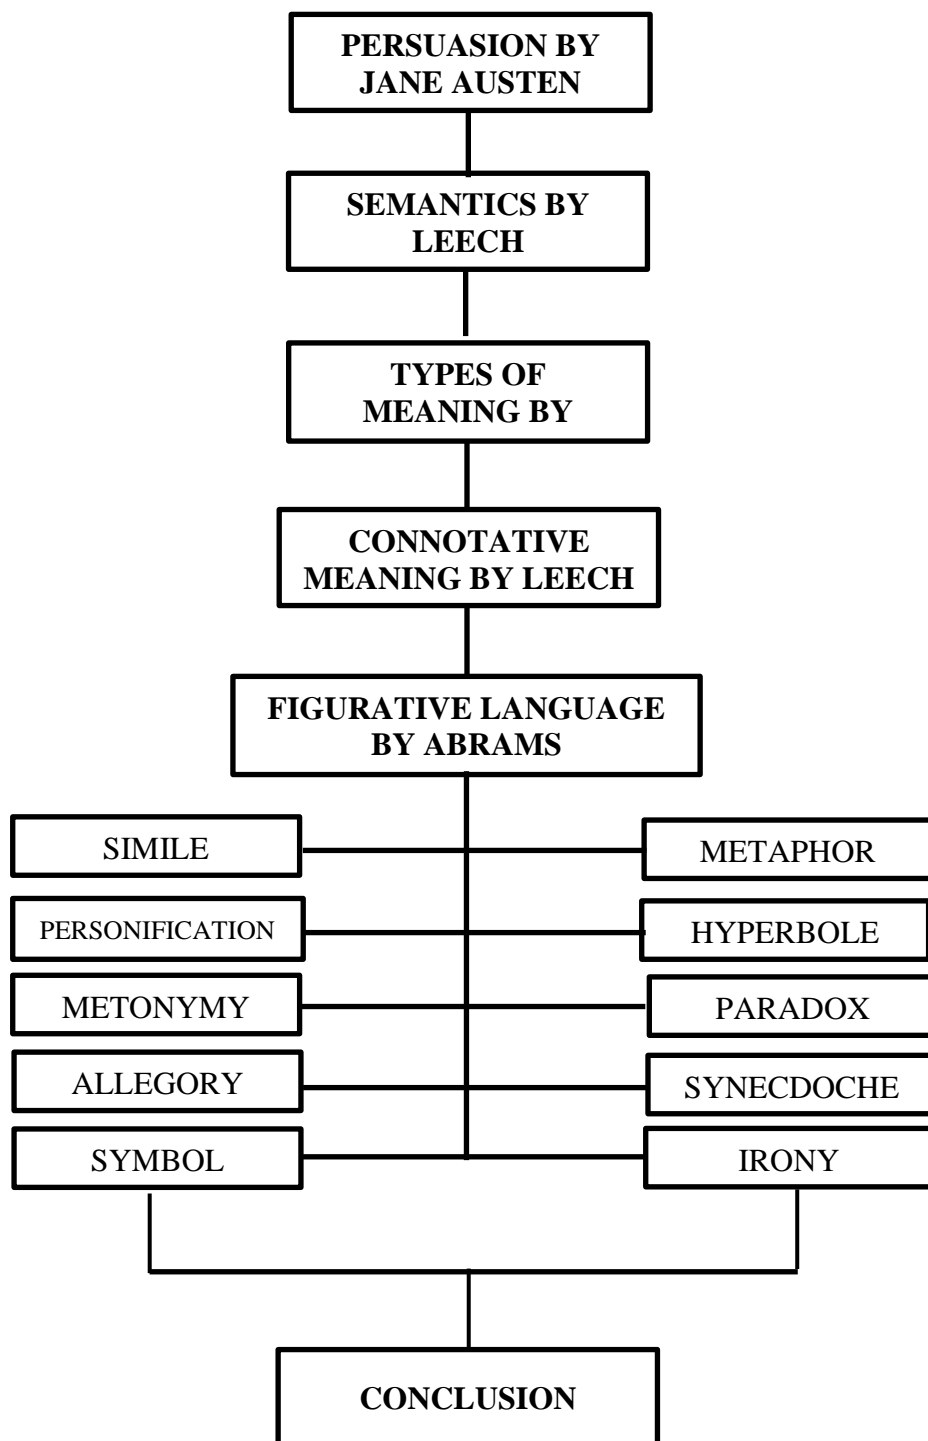 PERSUASION BY
JANE AUSTEN
SEMANTICS BY
LEECH
TYPES OF
MEANING BY
CONNOTATIVE
MEANING BY LEECH
FIGURATIVE LANGUAGE
BY ABRAMS
SIMILE
METAPHOR
PERSONIFICATION
HYPERBOLE
METONYMY
PARADOX
ALLEGORY
SYNECDOCHE
SYMBOL
IRONY
CONCLUSION